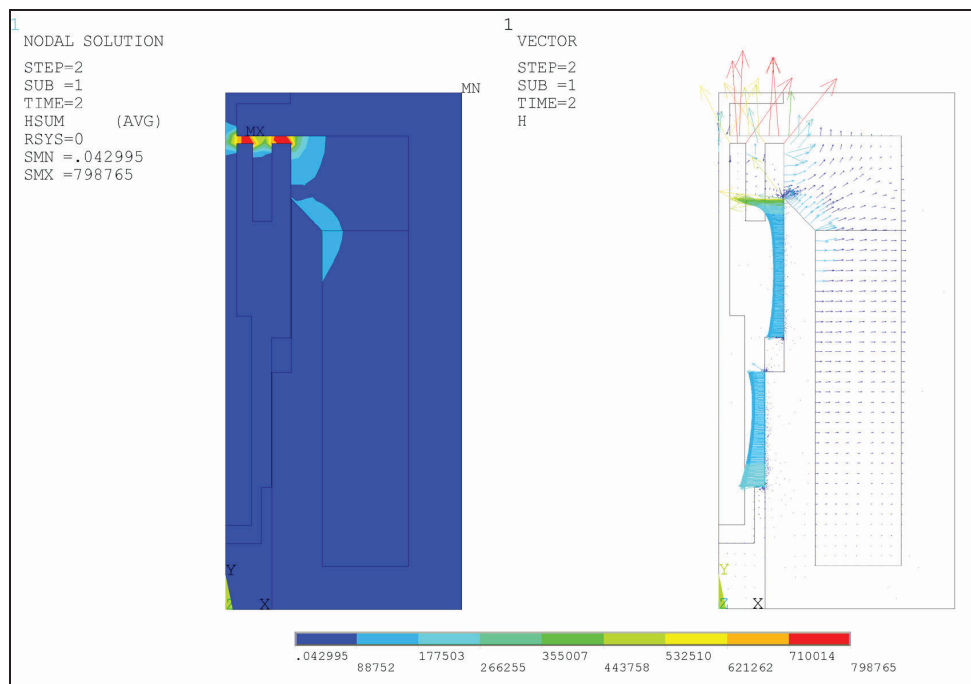 1
NODAL SOLUTION
STEP=2
SUB =1
TIME=2
HSUM (AVG)
RSYS=0
SMN =.042995
SMX =798765
MN
MX
Y
Z X
1
VECTOR
STEP=2
SUB =1
TIME=2
H
Y
Z X
.042995 177503 355007 532510 710014
88752 266255 443758 621262 798765